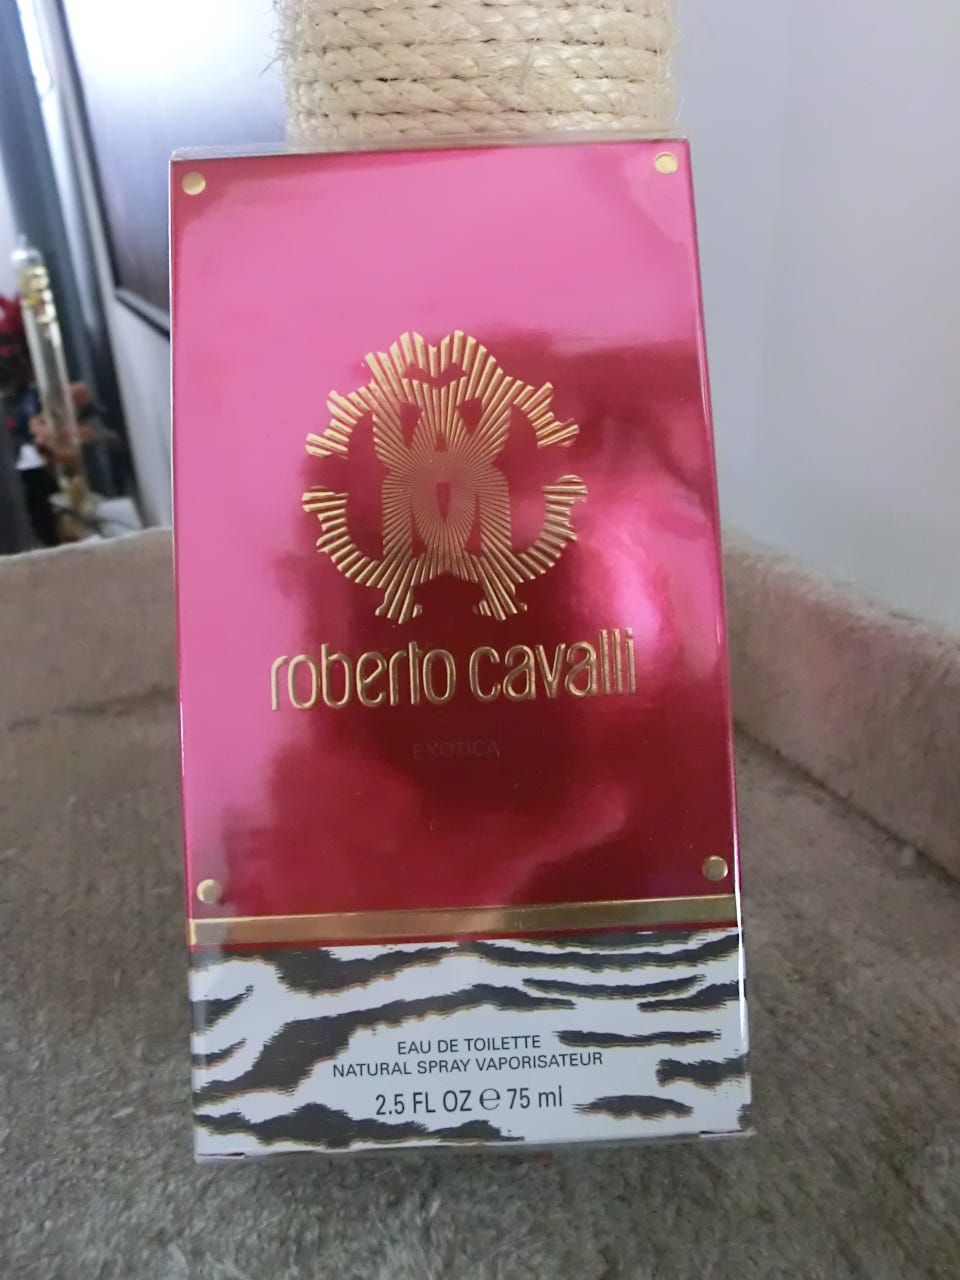 roberto cavalli
EXOTICA
EAU DE TOILETTE
NATURAL SPRAY VAPORISATEUR
2.5 FL OZ ℮ 75 ml